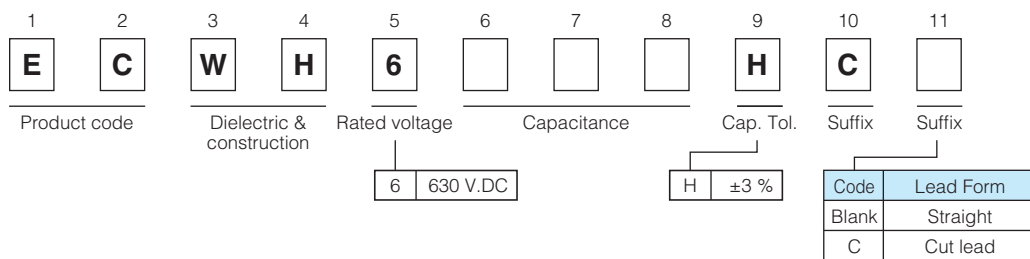 1 2 3 4 5 6 7 8 9 10 11
E C W H 6 H C
Product code Dielectric & construction Rated voltage Capacitance Cap. Tol. Suffix Suffix
6 630 V.DC
H ±3 %
Code Lead Form
Blank Straight
C Cut lead